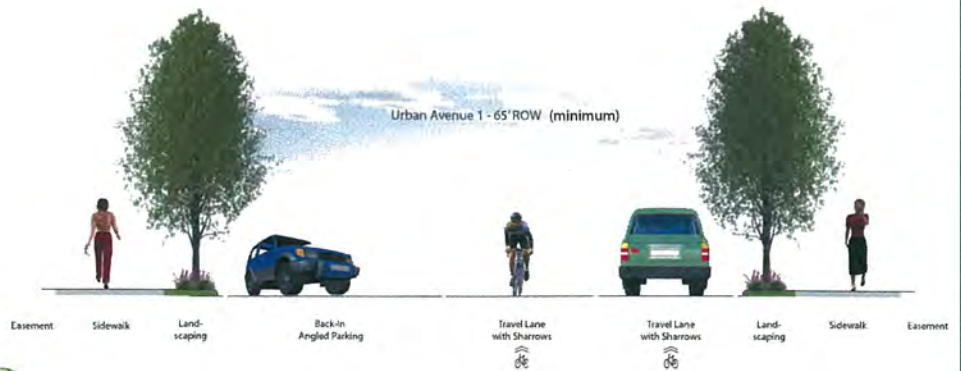 Urban Avenue 1 - 65' ROW (minimum)
Easement
Sidewalk
Land-
scaping
Back-In
Angled Parking
Travel Lane
with Sharrows
Travel Lane
with Sharrows
Land-
scaping
Sidewalk
Easement